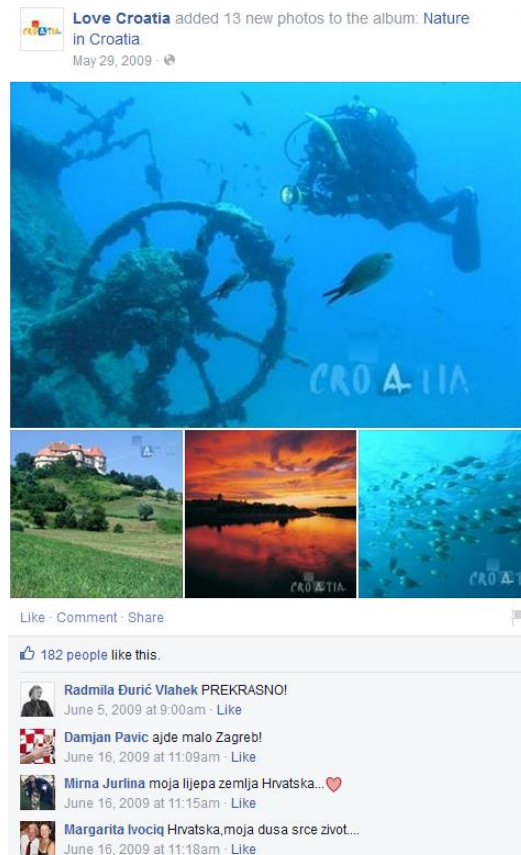 CROATIA
Love Croatia added 13 new photos to the album: Nature
in Croatia.
May 29, 2009 ·
CROATIA
CROATIA
CROATIA
Like · Comment · Share
182 people like this.
Radmila Đurić Vlahek PREKRASNO!
June 5, 2009 at 9:00am · Like
Damjan Pavic ajde malo Zagreb!
June 16, 2009 at 11:09am · Like
Mirna Jurlina moja lijepa zemlja Hrvatska...
June 16, 2009 at 11:15am · Like
Margarita Ivociq Hrvatska,moja dusa srce zivot....
June 16, 2009 at 11:18am · Like